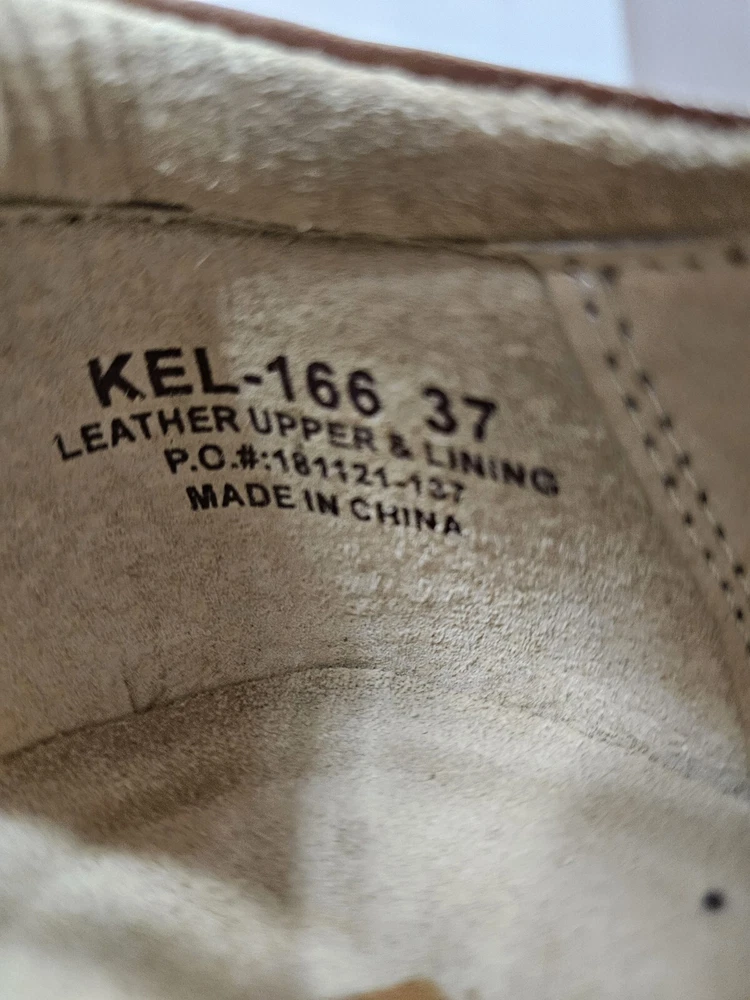 KEL-166 37
LEATHER UPPER & LINING
P.O.#:181121-137
MADE IN CHINA